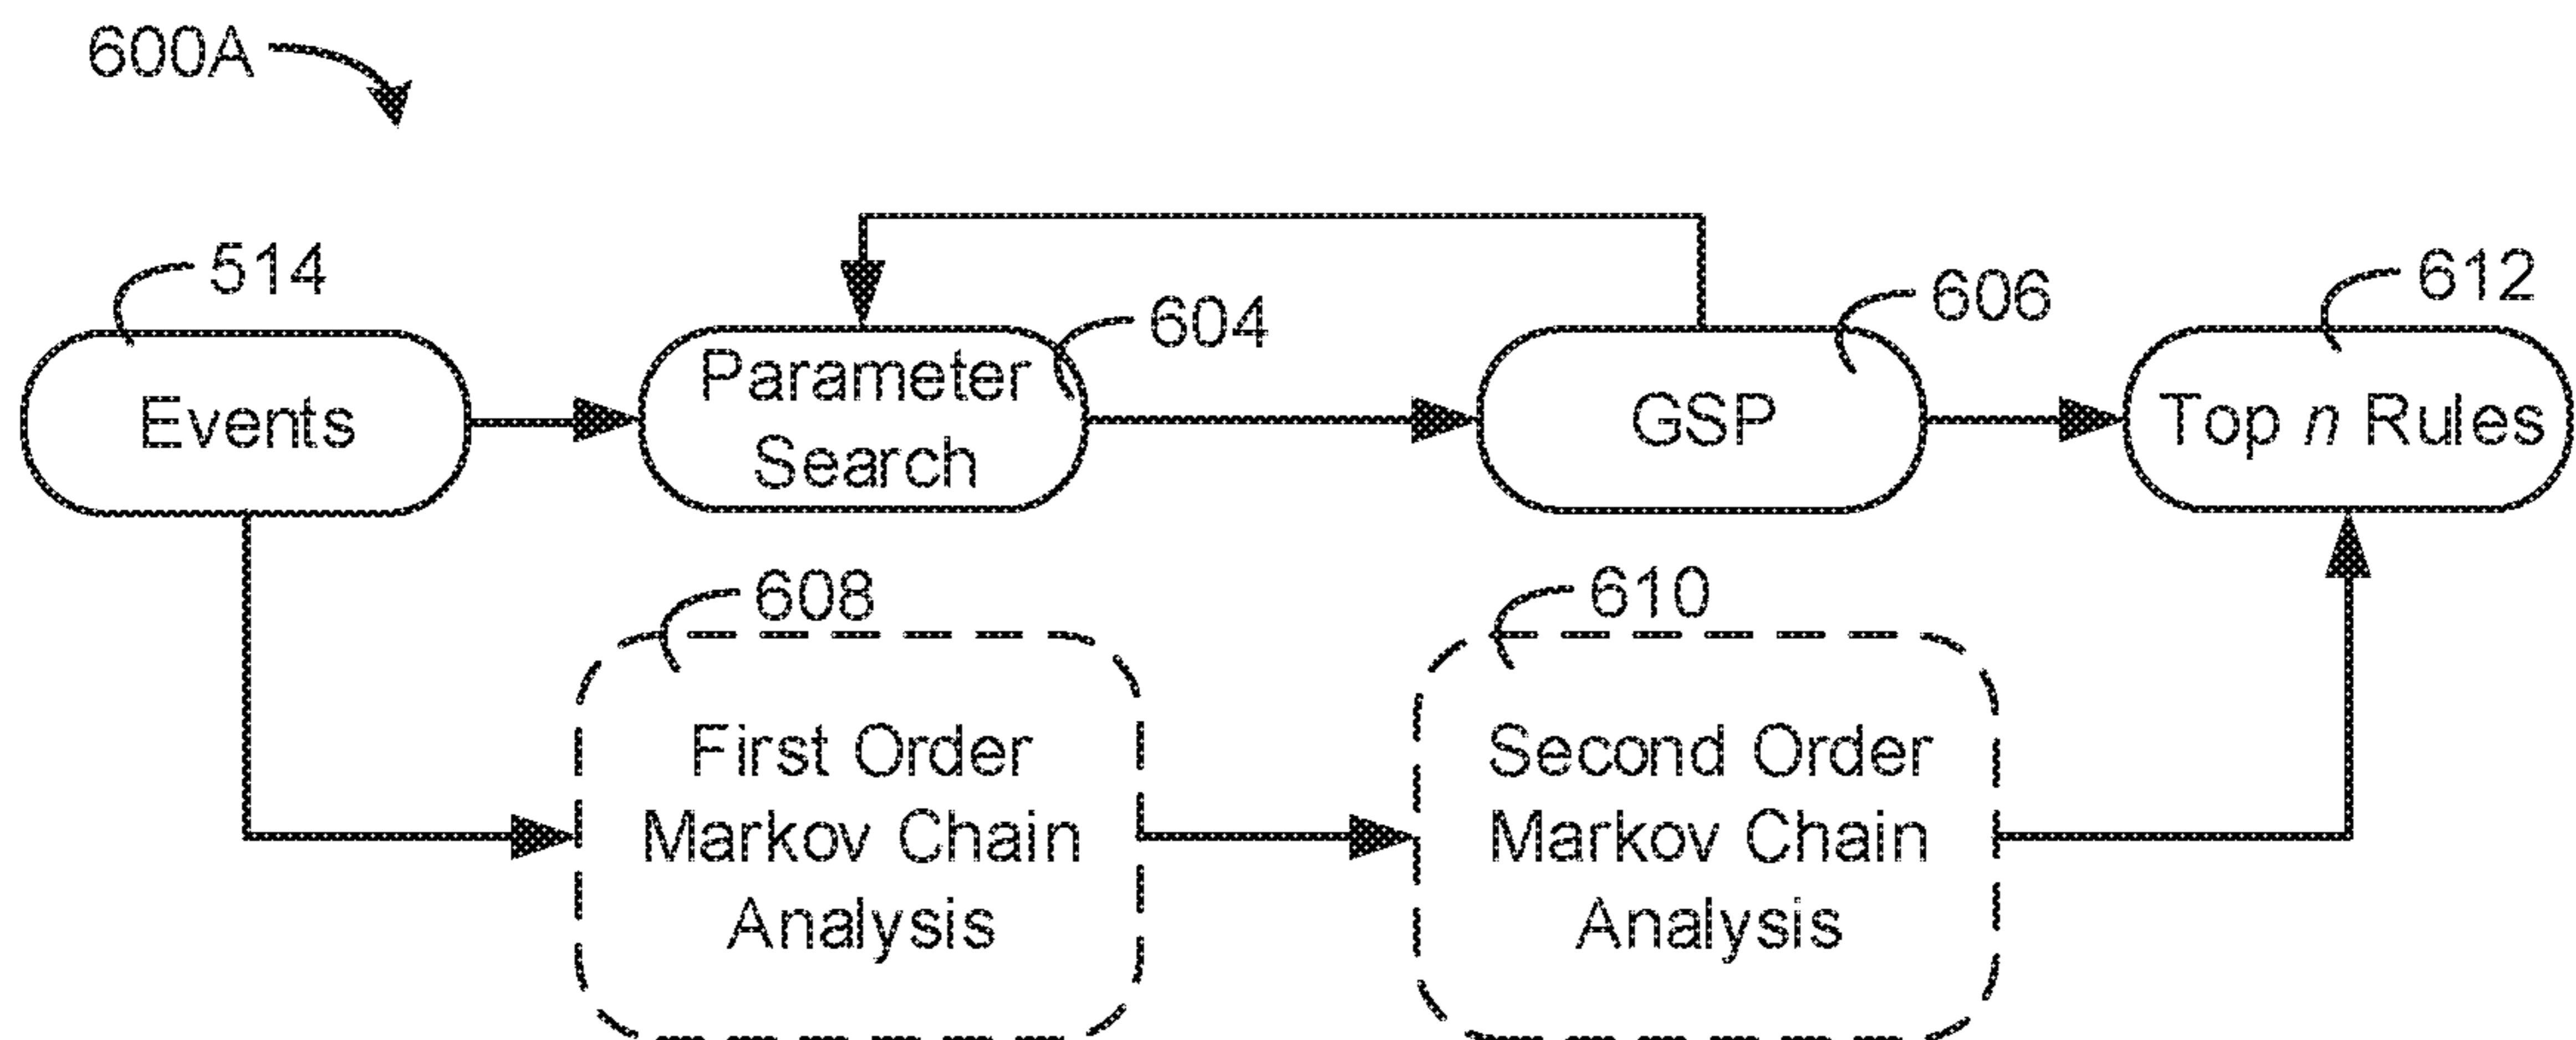 600A
514
604
606
612
Events
Parameter
Search
GSP
Top n Rules
608
610
First Order
Markov Chain
Analysis
Second Order
Markov Chain
Analysis